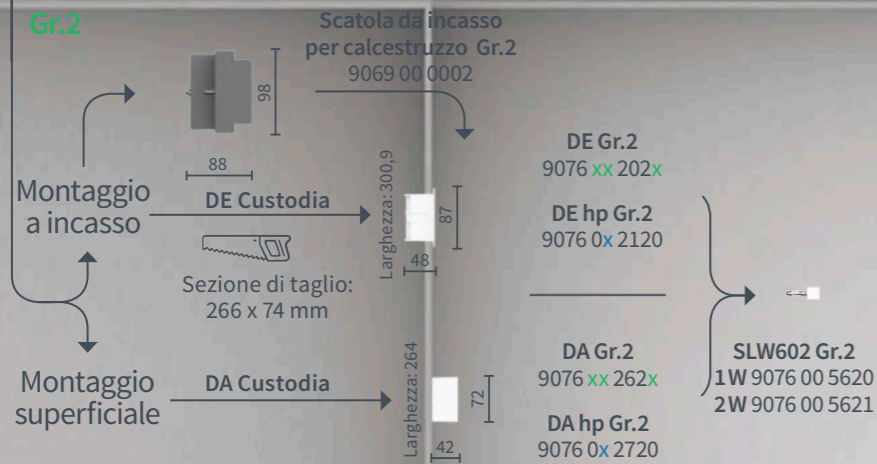 Gr.2
Scatola da incasso
per calcestruzzo Gr.2
9069 00 0002
98
88
Montaggio
a incasso
DE Custodia
Sezione di taglio:
266 x 74 mm
Larghezza: 300,9
87
48
DE Gr.2
9076 xx 202x
DE hp Gr.2
9076 0x 2120
Montaggio
superficiale
DA Custodia
Larghezza: 264
72
42
DA Gr.2
9076 xx 262x
DA hp Gr.2
9076 0x 2720
SLW602 Gr.2
1W 9076 00 5620
2W 9076 00 5621